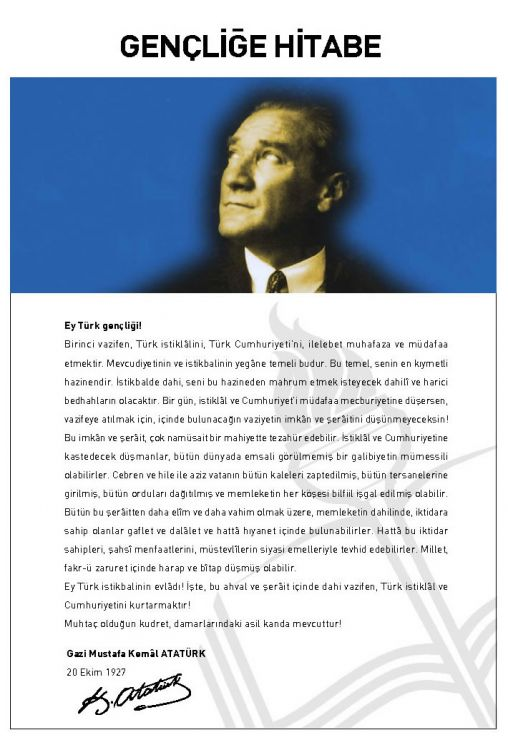 GENÇLİĞE HİTABE
Ey Türk gençliği!
Birinci vazifen, Türk istiklâlini, Türk Cumhuriyeti'ni, ilelebet muhafaza ve müdafaa
etmektir. Mevcudiyetinin ve istikbalinin yegâne temeli budur. Bu temel, senin en kıymetli
hazinendir. İstikbalde dahi, seni bu hazineden mahrum etmek isteyecek dahilî ve harici
bedhahların olacaktır. Bir gün, istiklâl ve Cumhuriyet'i müdafaa mecburiyetine düşersen,
vazifeye atılmak için, içinde bulunacağın vaziyetin imkân ve şerâitini düşünmeyeceksin!
Bu imkân ve şerâit, çok namüsait bir mahiyette tezahür edebilir. İstiklâl ve Cumhuriyetine
kastedecek düşmanlar, bütün dünyada emsali görülmemiş bir galibiyetin mümessili
olabilirler. Cebren ve hile ile aziz vatanın bütün kaleleri zaptedilmiş, bütün tersanelerine
girilmiş, bütün orduları dağıtılmış ve memleketin her köşesi bilfiil işgal edilmiş olabilir.
Bütün bu şerâitten daha elîm ve daha vahim olmak üzere, memleketin dahilinde, iktidara
sahip olanlar gaflet ve dalâlet ve hattâ hıyanet içinde bulunabilirler. Hattâ bu iktidar
sahipleri, şahsî menfaatlerini, müstevlîlerin siyasi emelleriyle tevhid edebilirler. Millet,
fakr-ü zaruret içinde harap ve bîtap düşmüş olabilir.
Ey Türk istikbalinin evlâdı! İşte, bu ahval ve şerâit içinde dahi vazifen, Türk istiklâl ve
Cumhuriyetini kurtarmaktır!
Muhtaç olduğun kudret, damarlarındaki asil kanda mevcuttur!
Gazi Mustafa Kemâl ATATÜRK
20 Ekim 1927
K. Atatürk